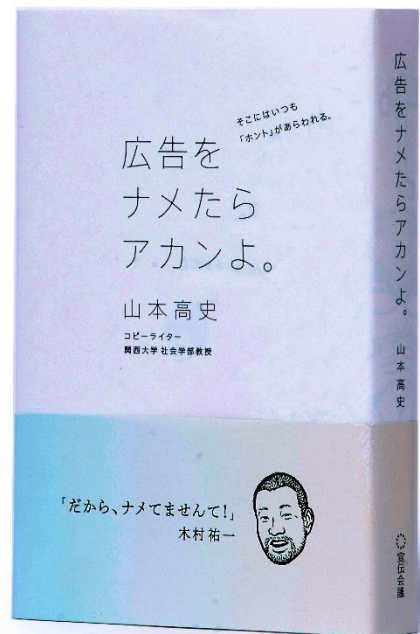 そこにはいつも
「ホント」があらわれる。
広告を
ナメたら
アカンよ。
山本高史
コピーライター
関西大学 社会学部教授
「だから、ナメてませんて!」
木村祐一
広告をナメたらアカンよ。
山本高史
宣伝会議